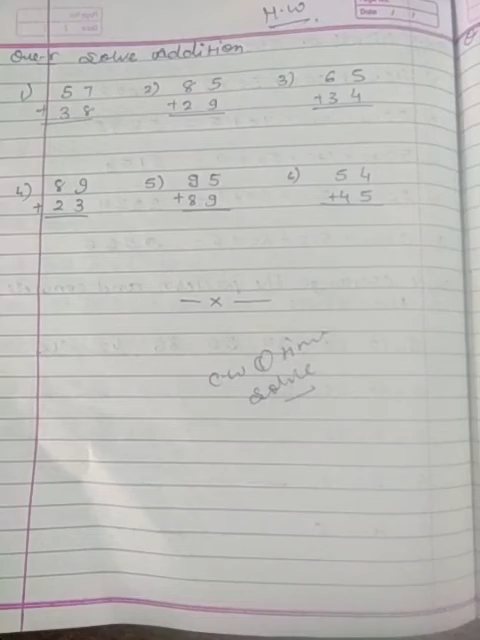 H.W
Date / /
Que-1 Solve Addition
1) 57 2) 85 3) 65
+ 38 +29 +34
4) 89 5) 95 6) 54
+ 23 +89 +45
— x —
C.W ①
Solve